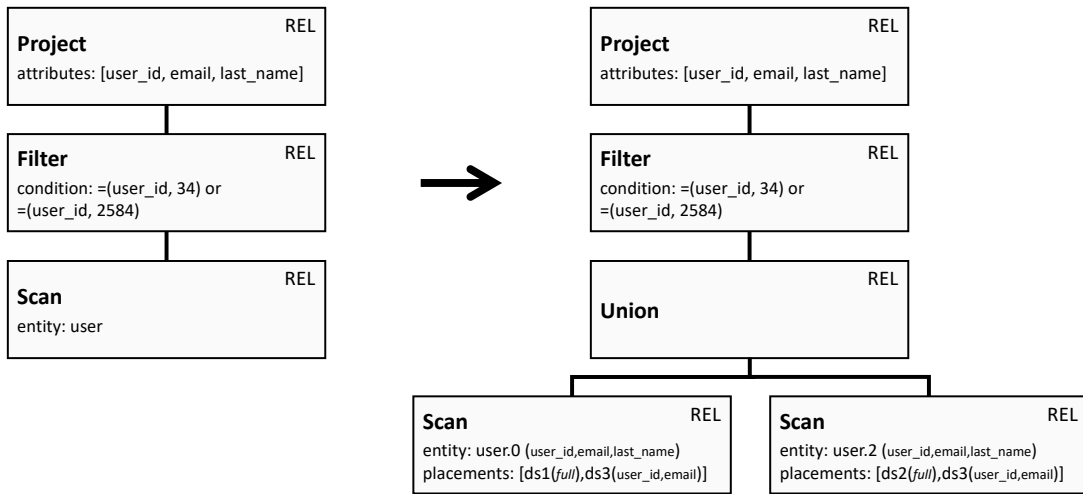 REL
Project
attributes: [user_id, email, last_name]
REL
Filter
condition: =(user_id, 34) or
=(user_id, 2584)
REL
Scan
entity: user
REL
Project
attributes: [user_id, email, last_name]
REL
Filter
condition: =(user_id, 34) or
=(user_id, 2584)
REL
Union
REL
Scan
entity: user.0 (user_id,email,last_name)
placements: [ds1(full),ds3(user_id,email)]
REL
Scan
entity: user.2 (user_id,email,last_name)
placements: [ds2(full),ds3(user_id,email)]